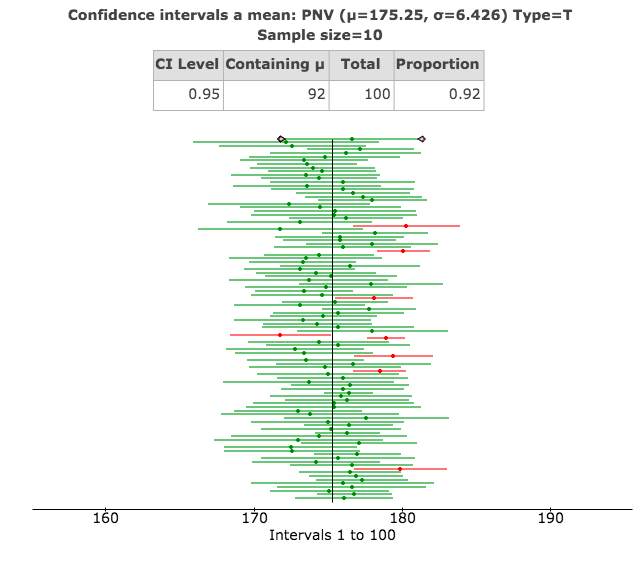 Confidence intervals a mean: PNV (μ=175.25, σ=6.426) Type=T
Sample size=10
CI Level Containing μ Total Proportion
0.95 92 100 0.92
160 170 180 190
Intervals 1 to 100